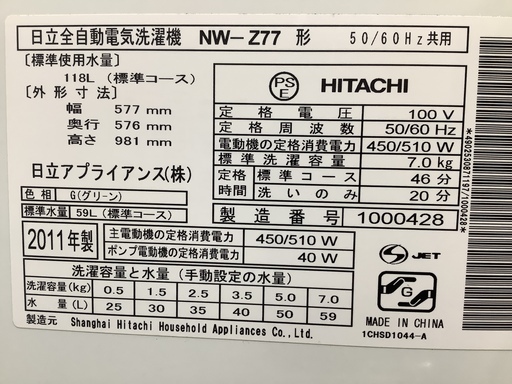 日立全自動電気洗濯機 NW-Z77 形 50/60Hz共用
〔標準使用水量〕
118L（標準コース）
〔外形寸法〕
幅 577 mm
奥行 576 mm
高さ 981 mm
日立アプライアンス(株)
色相 G(グリーン)
標準水量 59L（標準コース）
PS
E
HITACHI
定格電圧 100 V
定格周波数 50/60 Hz
電動機の定格消費電力 450/510 W
標準洗濯容量 7.0 kg
標準時間 標準コース 46分
洗いのみ 20分
製造番号 1000428
2011年製
主電動機の定格消費電力 450/510 W
ポンプ電動機の定格消費電力 40 W
洗濯容量と水量（手動設定の水量）
洗濯容量(kg) 0.5 1.5 2.5 3.5 5.0 7.0
水量(L) 25 30 35 40 50 59
製造元 Shanghai Hitachi Household Appliances Co., Ltd.
S JET
G
MADE IN CHINA
1CHSD1044-A
*4902530871197/1000428*